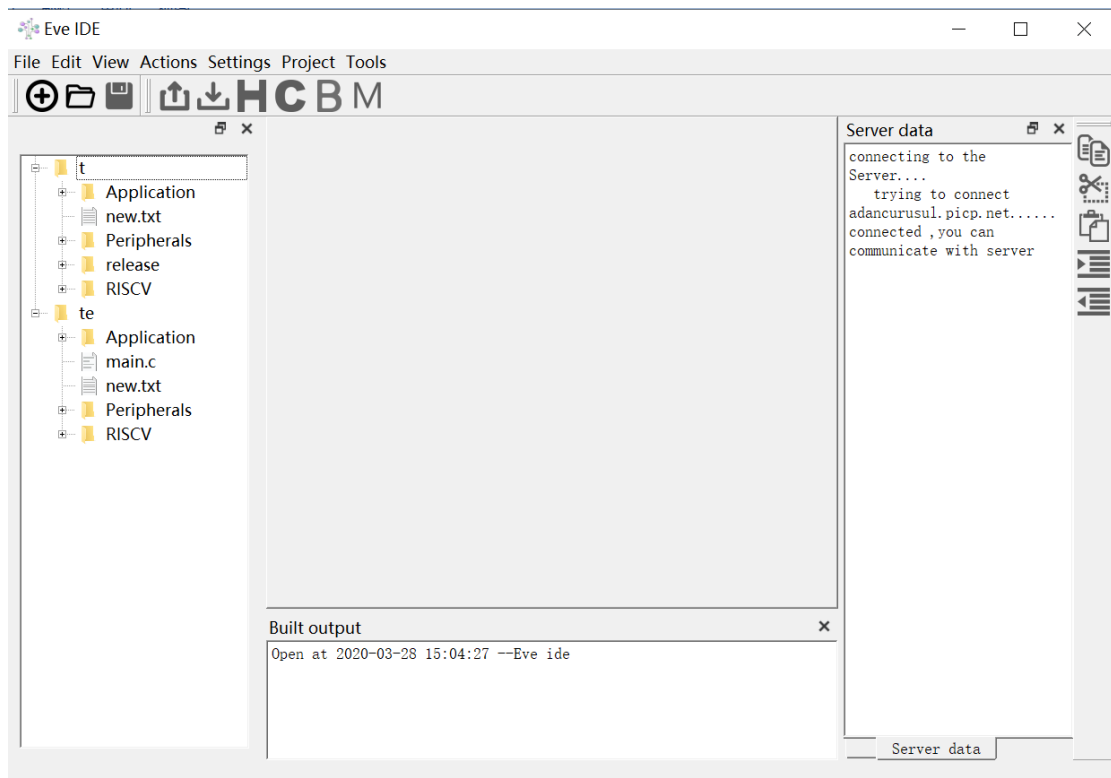 Eve IDE
File Edit View Actions Settings Project Tools
H C B M
t
Application
new.txt
Peripherals
release
RISCV
te
Application
main.c
new.txt
Peripherals
RISCV
Built output
Open at 2020-03-28 15:04:27 --Eve ide
Server data
connecting to the
Server....
trying to connect
adancurusul.picp.net......
connected ,you can
communicate with server
Server data